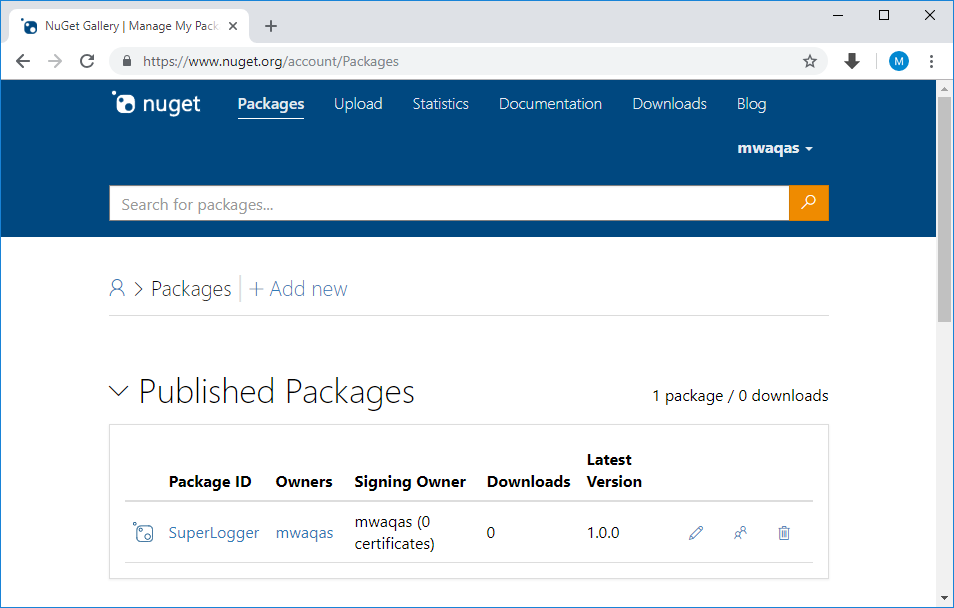 NuGet Gallery | Manage My Pack
https://www.nuget.org/account/Packages
M
nuget Packages Upload Statistics Documentation Downloads Blog
mwaqas
Search for packages...
Packages + Add new
Published Packages
1 package / 0 downloads
Package ID Owners Signing Owner Downloads Latest Version
SuperLogger mwaqas mwaqas (0 certificates) 0 1.0.0